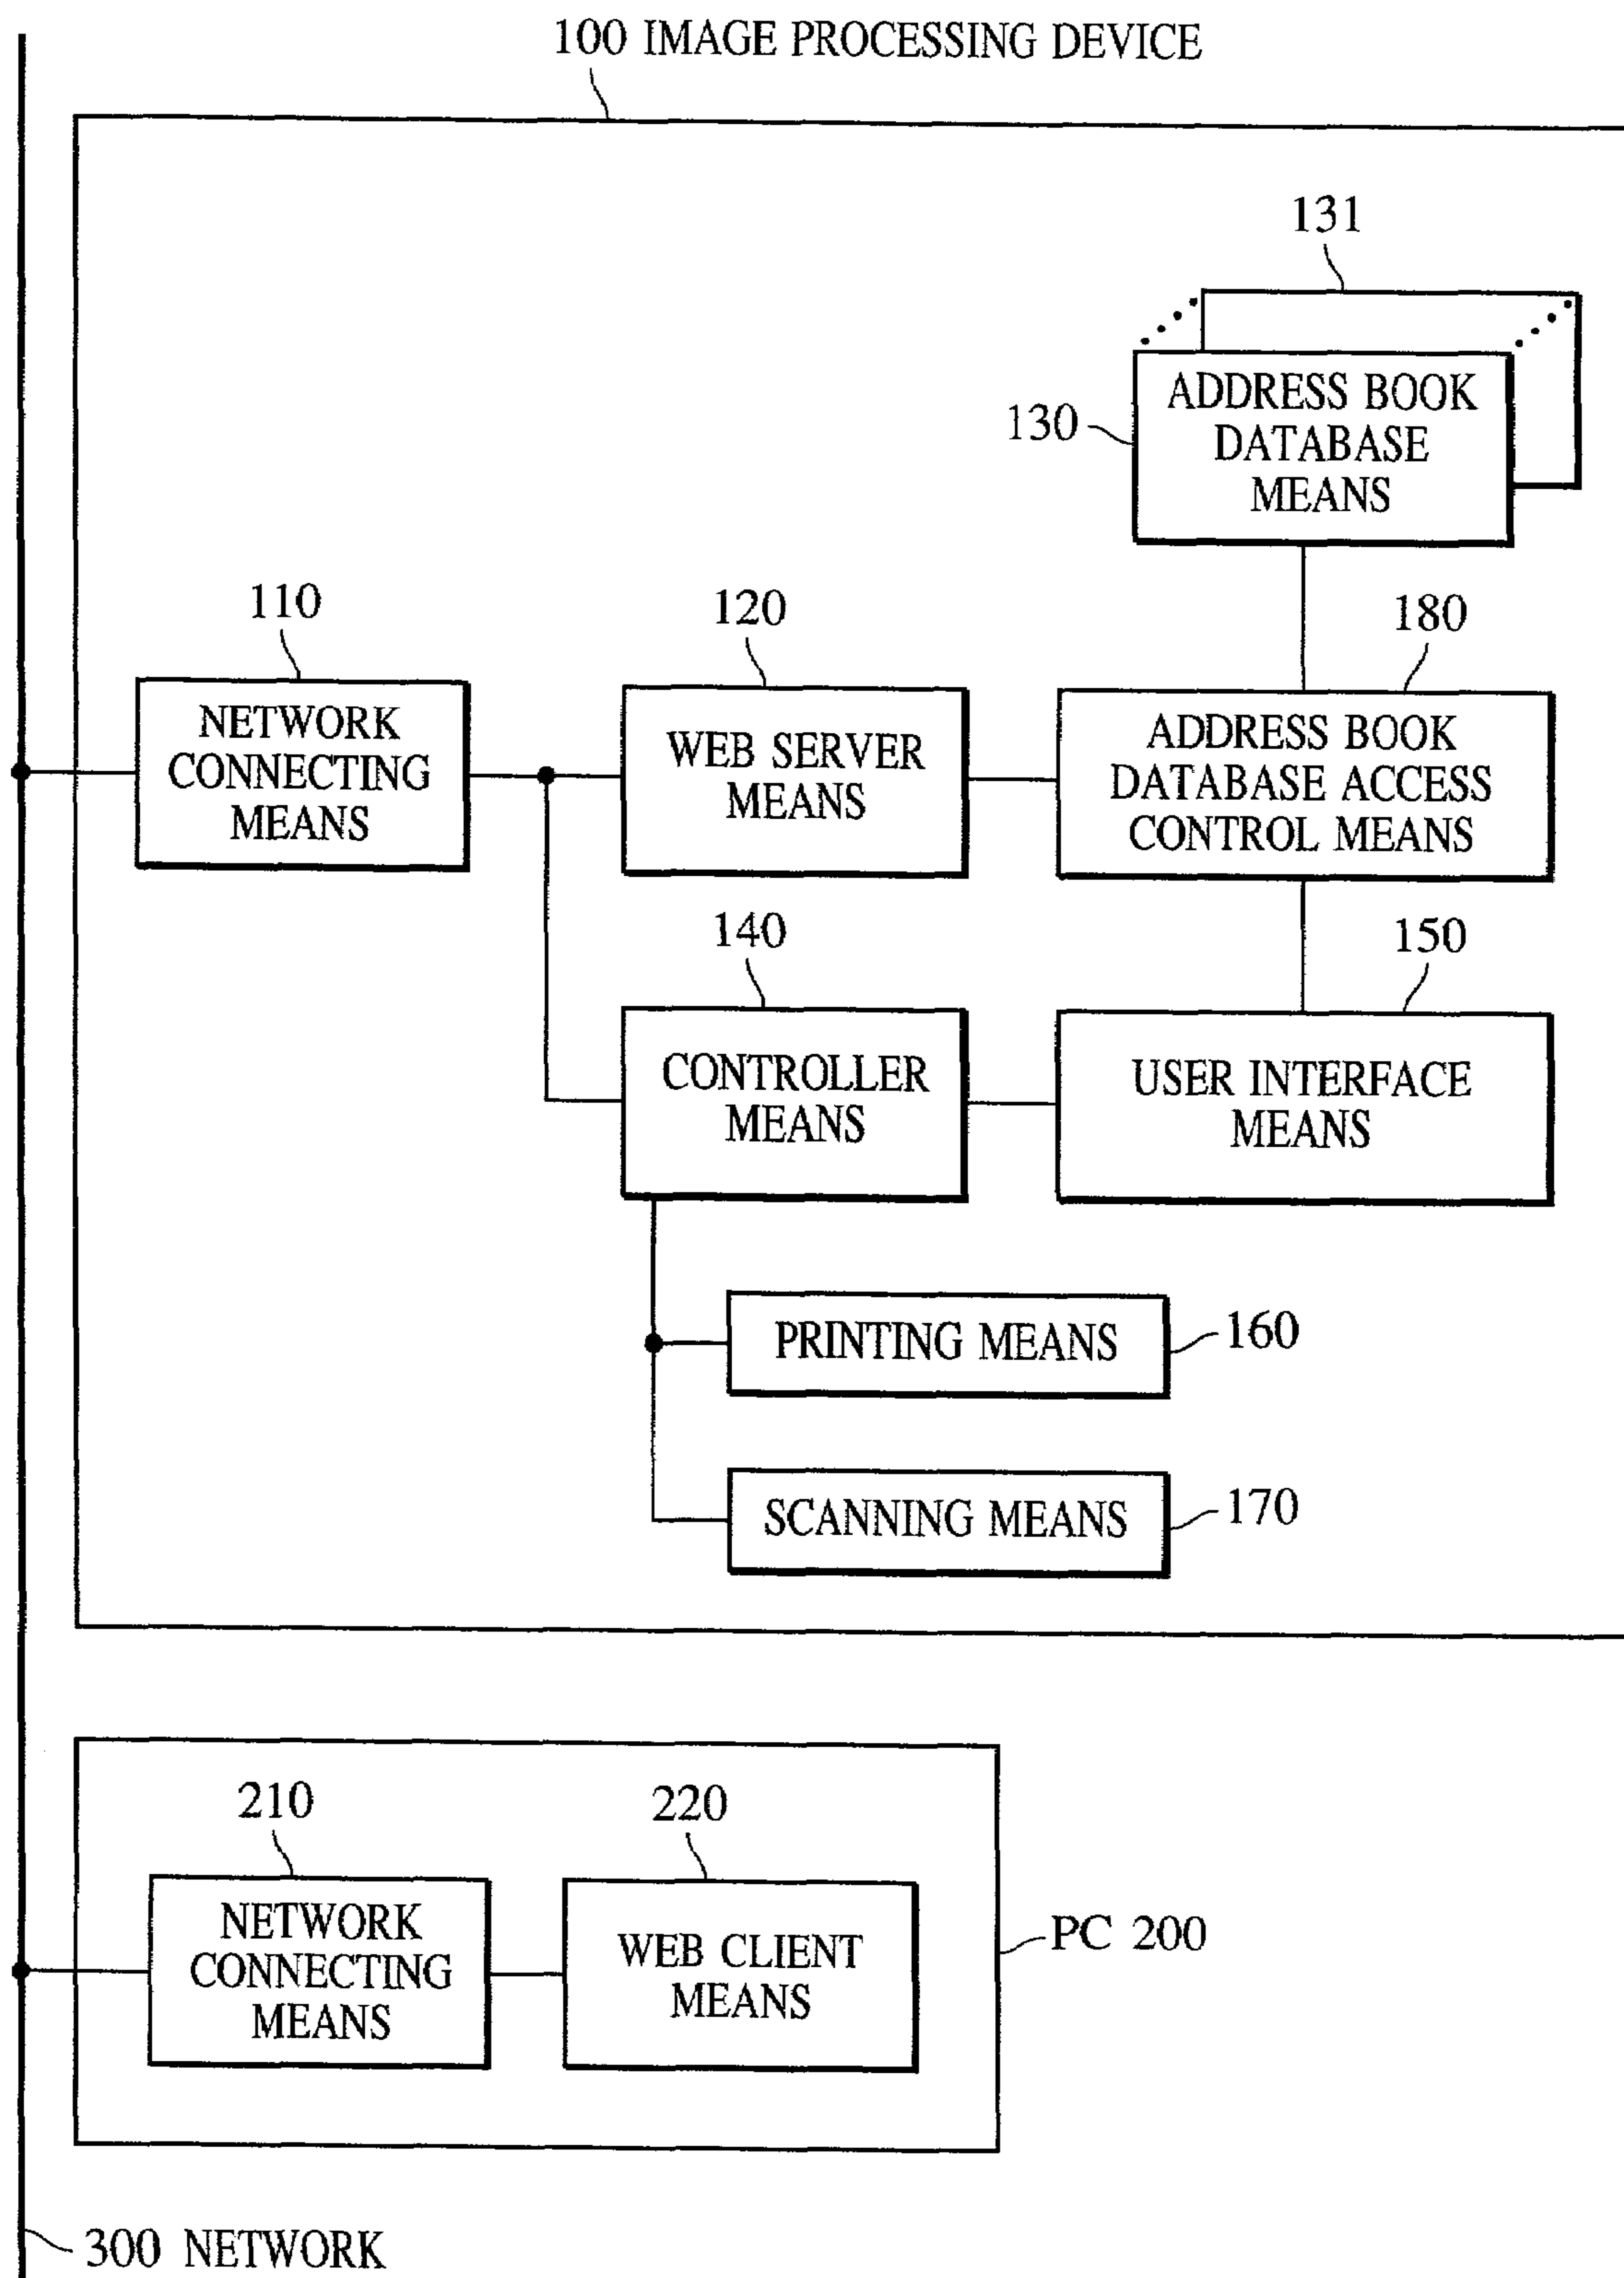 100 IMAGE PROCESSING DEVICE
131
130
ADDRESS BOOK
DATABASE
MEANS
110
120
180
NETWORK
CONNECTING
MEANS
WEB SERVER
MEANS
ADDRESS BOOK
DATABASE ACCESS
CONTROL MEANS
140
150
CONTROLLER
MEANS
USER INTERFACE
MEANS
PRINTING MEANS
160
SCANNING MEANS
170
210
220
NETWORK
CONNECTING
MEANS
WEB CLIENT
MEANS
PC 200
300 NETWORK